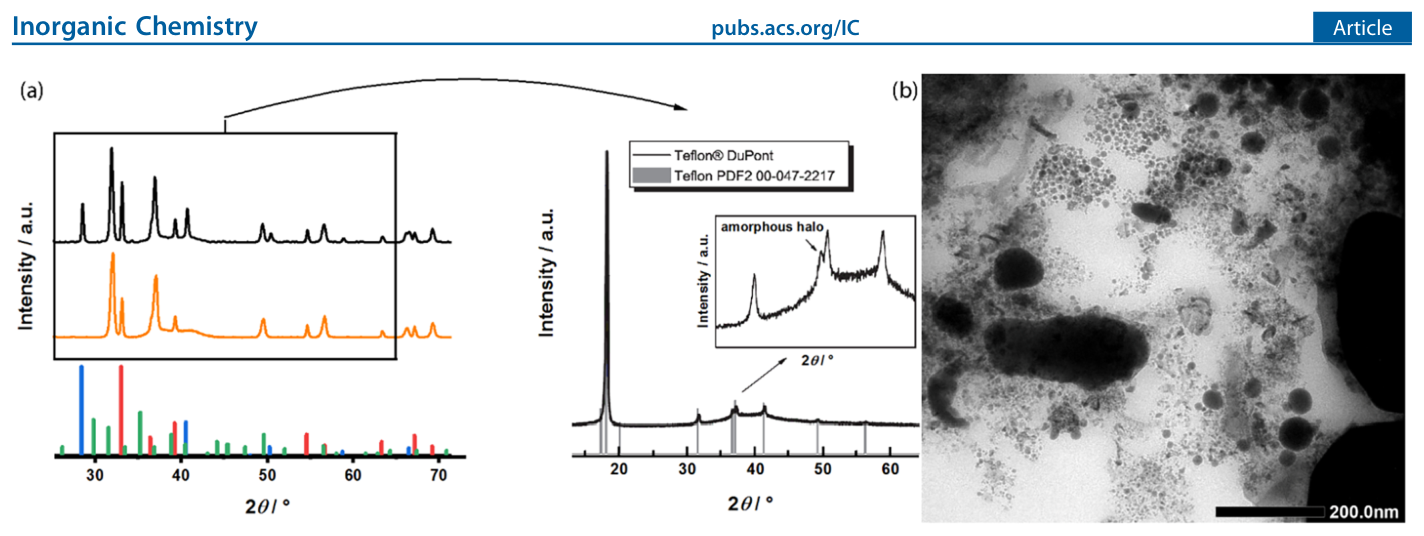 Inorganic Chemistry
pubs.acs.org/IC
Article
(a)
(b)
Intensity / a.u.
Intensity / a.u.
30 40 50 60 70
2θ / °
Intensity / a.u.
Teflon® DuPont
Teflon PDF2 00-047-2217
amorphous halo
Intensity / a.u.
2θ / °
20 30 40 50 60
2θ / °
200.0nm